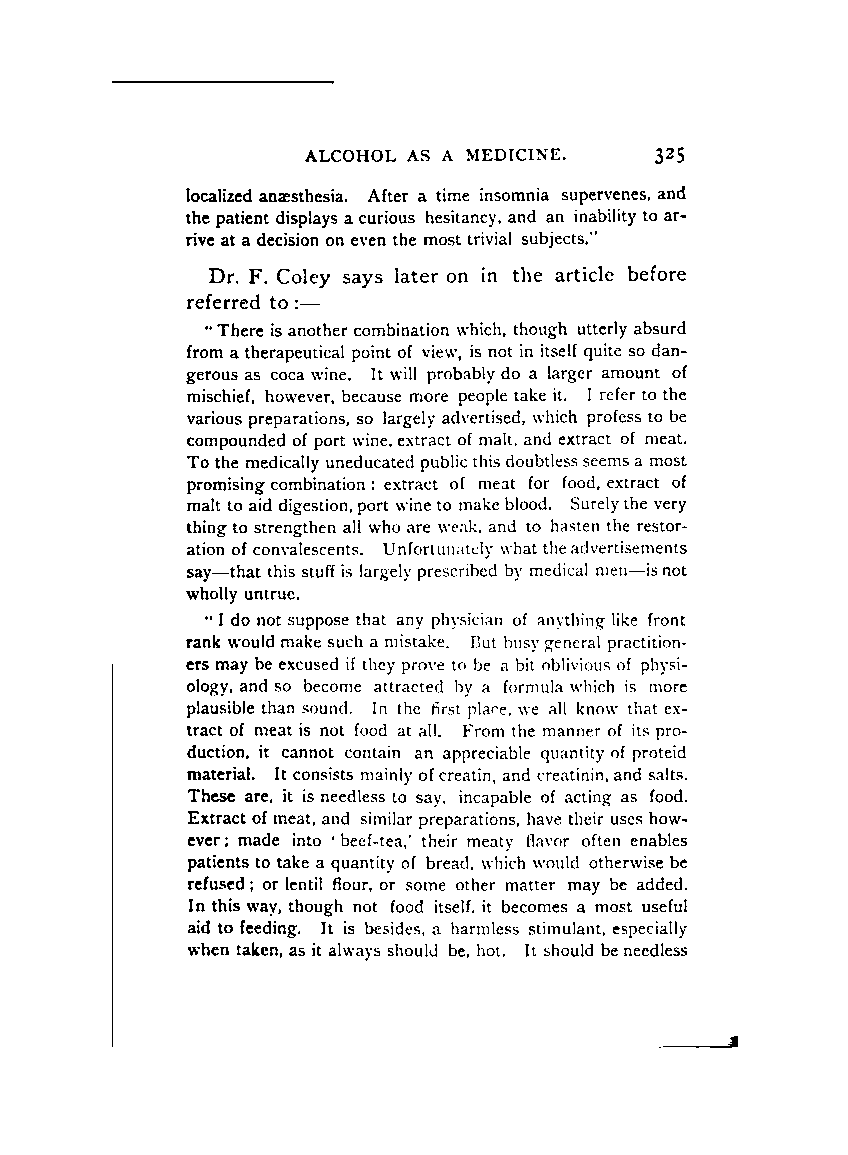 ALCOHOL AS A MEDICINE. 325
localized anæsthesia. After a time insomnia supervenes, and
the patient displays a curious hesitancy, and an inability to ar-
rive at a decision on even the most trivial subjects."
Dr. F. Coley says later on in the article before
referred to :—
" There is another combination which, though utterly absurd
from a therapeutical point of view, is not in itself quite so dan-
gerous as coca wine. It will probably do a larger amount of
mischief, however, because more people take it. I refer to the
various preparations, so largely advertised, which profess to be
compounded of port wine, extract of malt, and extract of meat.
To the medically uneducated public this doubtless seems a most
promising combination : extract of meat for food, extract of
malt to aid digestion, port wine to make blood. Surely the very
thing to strengthen all who are weak, and to hasten the restor-
ation of convalescents. Unfortunately what the advertisements
say—that this stuff is largely prescribed by medical men—is not
wholly untrue.
" I do not suppose that any physician of anything like front
rank would make such a mistake. But busy general practition-
ers may be excused if they prove to be a bit oblivious of physi-
ology, and so become attracted by a formula which is more
plausible than sound. In the first place, we all know that ex-
tract of meat is not food at all. From the manner of its pro-
duction, it cannot contain an appreciable quantity of proteid
material. It consists mainly of creatin, and creatinin, and salts.
These are, it is needless to say, incapable of acting as food.
Extract of meat, and similar preparations, have their uses how-
ever ; made into ' beef-tea,' their meaty flavor often enables
patients to take a quantity of bread, which would otherwise be
refused ; or lentil flour, or some other matter may be added.
In this way, though not food itself, it becomes a most useful
aid to feeding. It is besides, a harmless stimulant, especially
when taken, as it always should be, hot. It should be needless